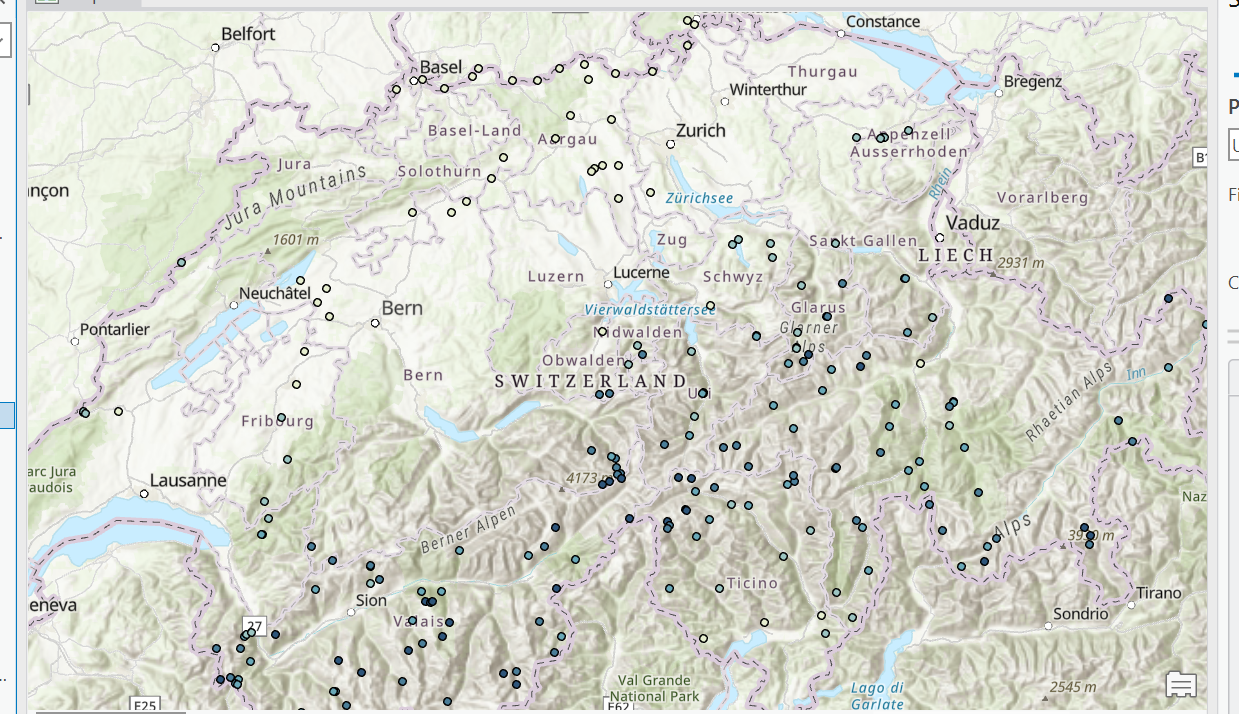 Constance
Belfort
Basel
Thurgau
Bregenz
Winterthur
Zurich
Basel-Land
Aargau
Appenzell
Ausserrhoden
Jura
Solothurn
Jura Mountains
Zürichsee
Rhein
Vorarlberg
Vaduz
Zug
Sankt Gallen
LIECH
1601 m
2931 m
Luzern
Lucerne
Schwyz
Neuchâtel
Bern
Vierwaldstättersee
Glarus
Glarner
Alps
Pontarlier
Nidwalden
Obwalden
Bern
SWITZERLAND
Uri
Inn
Rhaetian Alps
Fribourg
arc Jura
audois
Lausanne
4173 m
Naz
Berner Alpen
Alps
eneva
Sion
Ticino
Tirano
Sondrio
27
Valais
Val Grande
National Park
Lago di
Garlate
2545 m
E25
E62